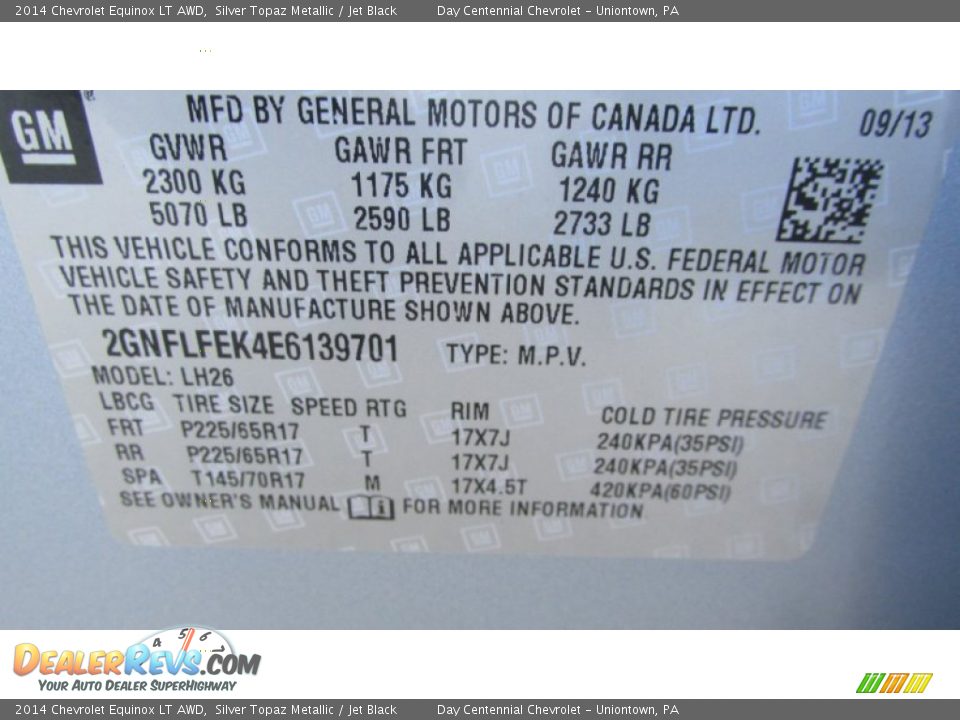 2014 Chevrolet Equinox LT AWD, Silver Topaz Metallic / Jet Black Day Centennial Chevrolet - Uniontown, PA
GM®
MFD BY GENERAL MOTORS OF CANADA LTD. 09/13
GVWR GAWR FRT GAWR RR
2300 KG 1175 KG 1240 KG
5070 LB 2590 LB 2733 LB
THIS VEHICLE CONFORMS TO ALL APPLICABLE U.S. FEDERAL MOTOR
VEHICLE SAFETY AND THEFT PREVENTION STANDARDS IN EFFECT ON
THE DATE OF MANUFACTURE SHOWN ABOVE.
2GNFLFEK4E6139701 TYPE: M.P.V.
MODEL: LH26
LBCG TIRE SIZE SPEED RTG RIM COLD TIRE PRESSURE
FRT P225/65R17 T 17X7J 240KPA(35PSI)
RR P225/65R17 T 17X7J 240KPA(35PSI)
SPA T145/70R17 M 17X4.5T 420KPA(60PSI)
SEE OWNER'S MANUAL i FOR MORE INFORMATION
4 5 6 7
DEALERREVS.COM
YOUR AUTO DEALER SUPERHIGHWAY
2014 Chevrolet Equinox LT AWD, Silver Topaz Metallic / Jet Black Day Centennial Chevrolet - Uniontown, PA